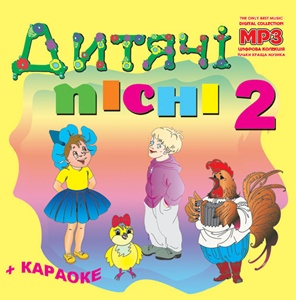 Дитячі
THE ONLY BEST MUSIC
DIGITAL COLLECTION
MP3
ЦИФРОВА КОЛЕКЦІЯ
ТІЛЬКИ КРАЩА МУЗИКА
пісні 2
+ КАРАОКЕ